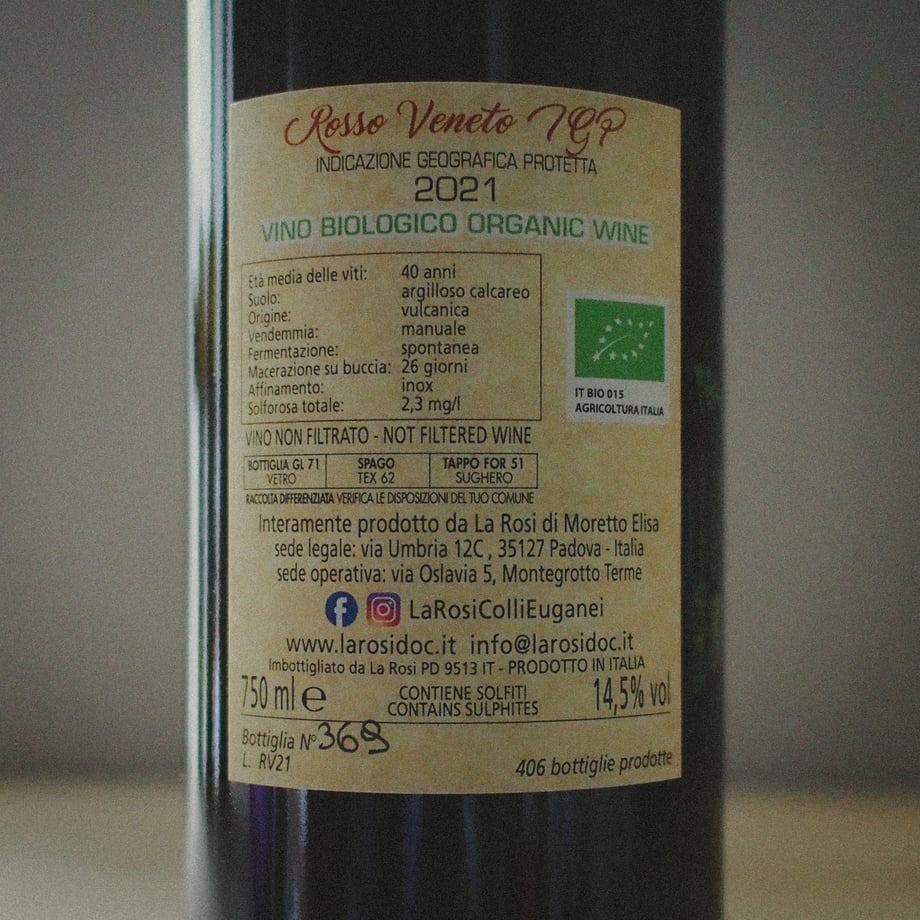 Rosso Veneto IGP
INDICAZIONE GEOGRAFICA PROTETTA
2021
VINO BIOLOGICO ORGANIC WINE
Età media delle viti: 40 anni
Suolo: argilloso calcareo
Origine: vulcanica
Vendemmia: manuale
Fermentazione: spontanea
Macerazione su buccia: 26 giorni
Affinamento: inox
Solforosa totale: 2,3 mg/l
IT BIO 015
AGRICOLTURA ITALIA
VINO NON FILTRATO - NOT FILTERED WINE
BOTTIGLIA GL 71 SPAGO TAPPO FOR 51
VETRO TEX 62 SUGHERO
RACCOLTA DIFFERENZIATA VERIFICA LE DISPOSIZIONI DEL TUO COMUNE
Interamente prodotto da La Rosi di Moretto Elisa
sede legale: via Umbria 12C , 35127 Padova - Italia
sede operativa: via Oslavia 5, Montegrotto Terme
LaRosiColliEuganei
www.larosidoc.it info@larosidoc.it
Imbottigliato da La Rosi PD 9513 IT - PRODOTTO IN ITALIA
750 ml e CONTIENE SOLFITI 14,5% vol
CONTAINS SULPHITES
Bottiglia N° 369
L. RV21 406 bottiglie prodotte